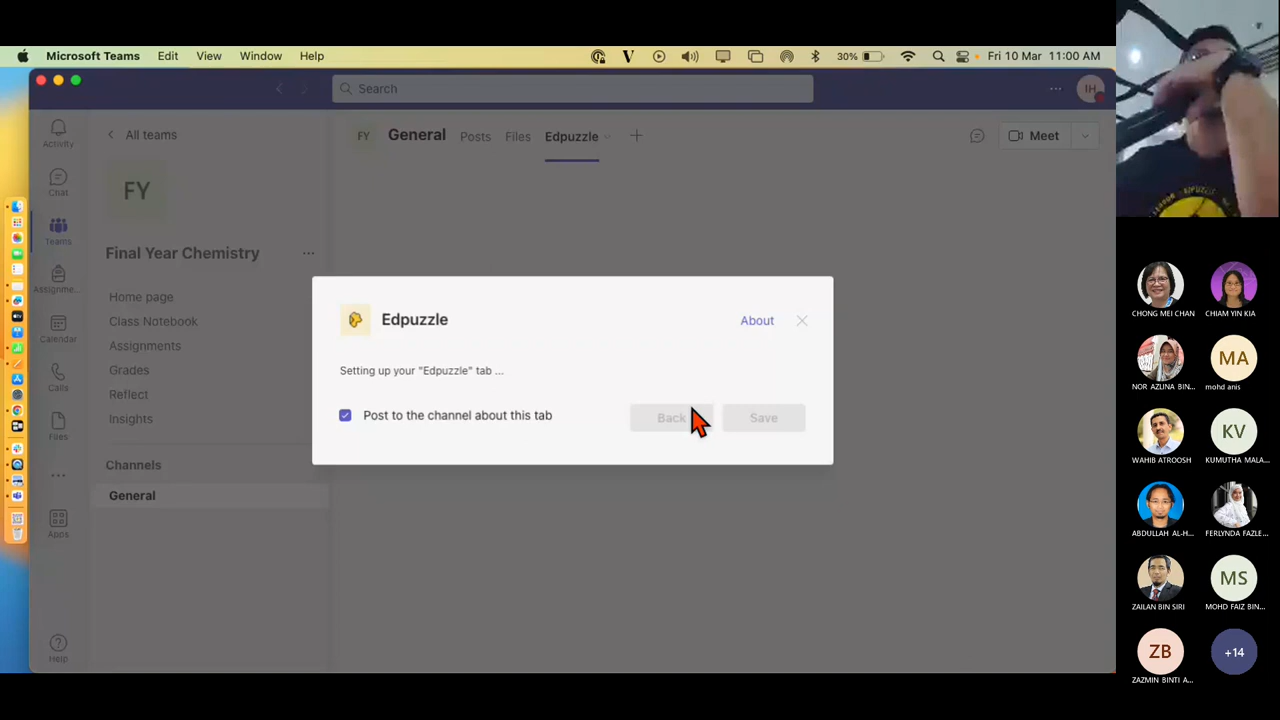 Microsoft Teams Edit View Window Help
30% Fri 10 Mar 11:00 AM
Search
IH
Activity
Chat
Teams
Assignme...
Calendar
Calls
Files
Apps
Help
All teams
FY
Final Year Chemistry
Home page
Class Notebook
Assignments
Grades
Reflect
Insights
Channels
General
FY General Posts Files Edpuzzle
Meet
Edpuzzle
About
Setting up your "Edpuzzle" tab ...
Post to the channel about this tab
Back Save
CHONG MEI CHAN
CHIAM YIN KIA
NOR AZLINA BIN...
MA
mohd anis
WAHIB ATROOSH
KV
KUMUTHA MALA...
ABDULLAH AL-H...
FERLYNDA FAZLE...
ZAILAN BIN SIRI
MS
MOHD FAIZ BIN...
ZB
ZAZMIN BINTI A...
+14